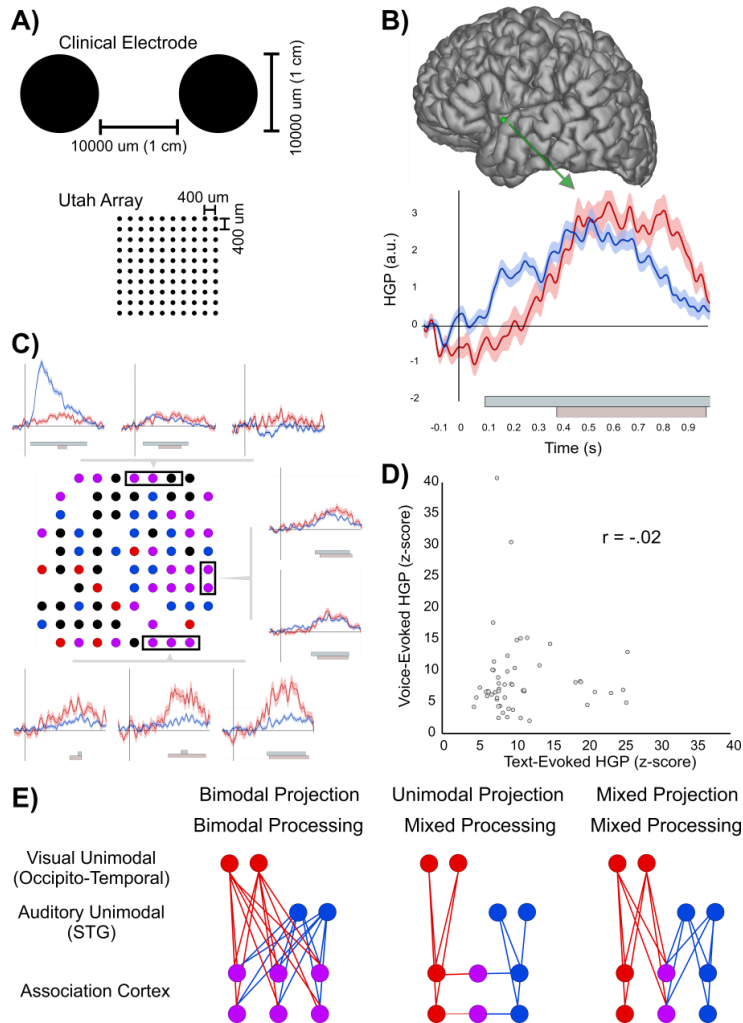 A)
Clinical Electrode
10000 um (1 cm)
10000 um (1 cm)
Utah Array
400 um
400 um
B)
HGP (a.u.)
3
2
1
0
-1
-2
-0.1
0
0.1
0.2
0.3
0.4
0.5
0.6
0.7
0.8
0.9
Time (s)
C)
D)
Voice-Evoked HGP (z-score)
40
35
30
25
20
15
10
5
0
r = -.02
0 5 10 15 20 25 30 35 40
Text-Evoked HGP (z-score)
E)
Bimodal Projection
Bimodal Processing
Unimodal Projection
Mixed Processing
Mixed Projection
Mixed Processing
Visual Unimodal
(Occipito-Temporal)
Auditory Unimodal
(STG)
Association Cortex